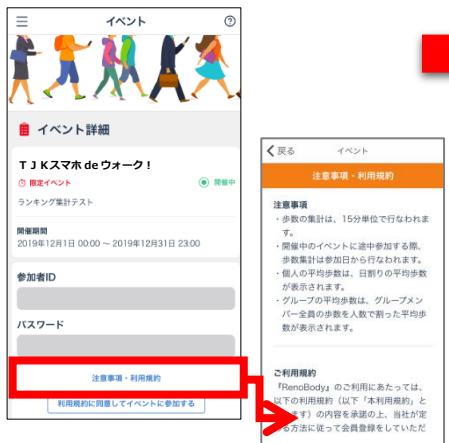 イベント
イベント詳細
ＴＪＫスマホ de ウォーク！
限定イベント
開催中
ランキング集計テスト
開催期間
2019年12月1日 00:00 ～ 2019年12月31日 23:00
参加者ID
パスワード
注意事項・利用規約
利用規約に同意してイベントに参加する
戻る
イベント
注意事項・利用規約
注意事項
・歩数の集計は、15分単位で行なわれま
す。
・開催中のイベントに途中参加する際、
歩数集計は参加日から行なわれます。
・個人の平均歩数は、日割りの平均歩数
が表示されます。
・グループの平均歩数は、グループメン
バー全員の歩数を人数で割った平均歩
数が表示されます。
ご利用規約
『RenoBody』のご利用にあたっては、
以下の利用規約（以下「本利用規約」と
ます）の内容を承諾の上、当社が定
る方法に従って会員登録をしていただ